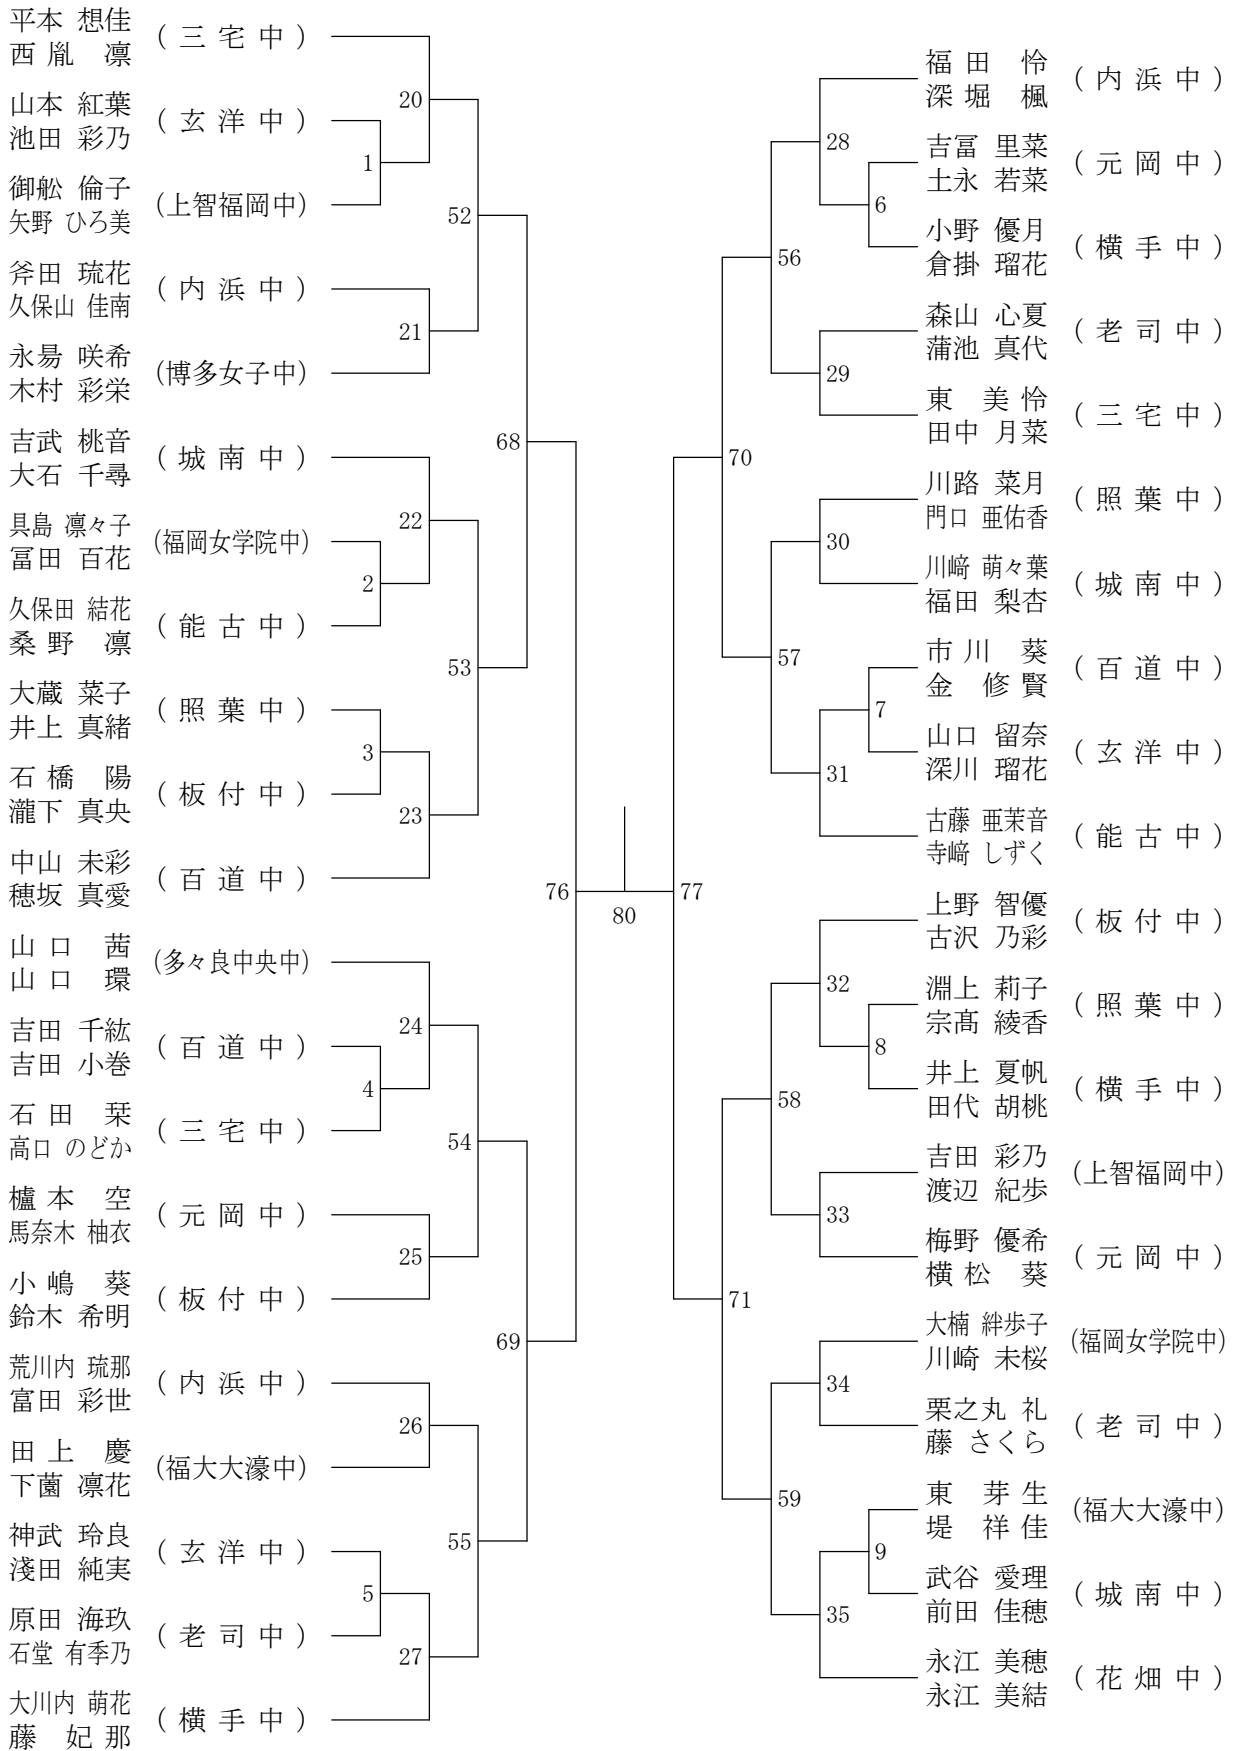 平本 想佳
西胤 凛
(三宅中)
山本 紅葉
池田 彩乃
(玄洋中)
御舩 倫子
矢野 ひろ美
(上智福岡中)
斧田 琉花
久保山 佳南
(内浜中)
永昜 咲希
木村 彩栄
(博多女子中)
吉武 桃音
大石 千尋
(城南中)
具島 凛々子
冨田 百花
(福岡女学院中)
久保田 結花
桑野 凛
(能古中)
大蔵 菜子
井上 真緒
(照葉中)
石橋 陽
瀧下 真央
(板付中)
中山 未彩
穂坂 真愛
(百道中)
山口 茜
山口 環
(多々良中央中)
吉田 千紘
吉田 小巻
(百道中)
石田 栞
高口 のどか
(三宅中)
櫨本 空
馬奈木 柚衣
(元岡中)
小嶋 葵
鈴木 希明
(板付中)
荒川内 琉那
富田 彩世
(内浜中)
田上 慶
下薗 凛花
(福大大濠中)
神武 玲良
淺田 純実
(玄洋中)
原田 海玖
石堂 有季乃
(老司中)
大川内 萌花
藤 妃那
(横手中)
1
2
3
4
5
20
21
22
23
24
25
26
27
52
53
54
55
68
69
76
80
77
70
71
56
57
58
59
28
29
30
31
32
33
34
35
6
7
8
9
福田 怜
深堀 楓
(内浜中)
吉冨 里菜
土永 若菜
(元岡中)
小野 優月
倉掛 瑠花
(横手中)
森山 心夏
蒲池 真代
(老司中)
東 美怜
田中 月菜
(三宅中)
川路 菜月
門口 亜佑香
(照葉中)
川﨑 萌々葉
福田 梨杏
(城南中)
市川 葵
金 修賢
(百道中)
山口 留奈
深川 瑠花
(玄洋中)
古藤 亜茉音
寺﨑 しずく
(能古中)
上野 智優
古沢 乃彩
(板付中)
淵上 莉子
宗髙 綾香
(照葉中)
井上 夏帆
田代 胡桃
(横手中)
吉田 彩乃
渡辺 紀歩
(上智福岡中)
梅野 優希
横松 葵
(元岡中)
大楠 絆歩子
川崎 未桜
(福岡女学院中)
栗之丸 礼
藤 さくら
(老司中)
東 芽生
堤 祥佳
(福大大濠中)
武谷 愛理
前田 佳穂
(城南中)
永江 美穂
永江 美結
(花畑中)